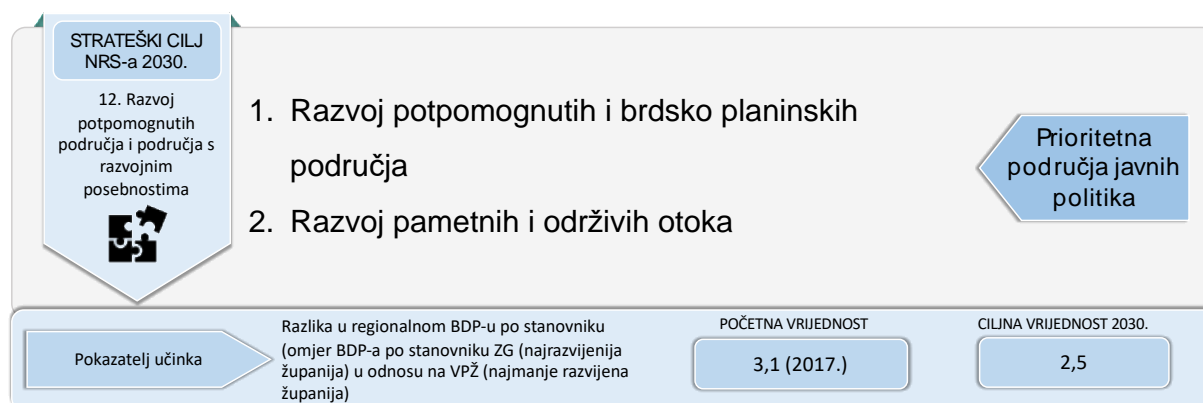 STRATEŠKI CILJ
NRS-a 2030.
12. Razvoj
potpomognutih
područja i područja s
razvojnim
posebnostima
1. Razvoj potpomognutih i brdsko planinskih
područja
2. Razvoj pametnih i održivih otoka
Prioritetna
područja javnih
politika
Pokazatelj učinka
Razlika u regionalnom BDP-u po stanovniku
(omjer BDP-a po stanovniku ZG (najrazvijenija
županija) u odnosu na VPŽ (najmanje razvijena
županija)
POČETNA VRIJEDNOST
3,1 (2017.)
CILJNA VRIJEDNOST 2030.
2,5